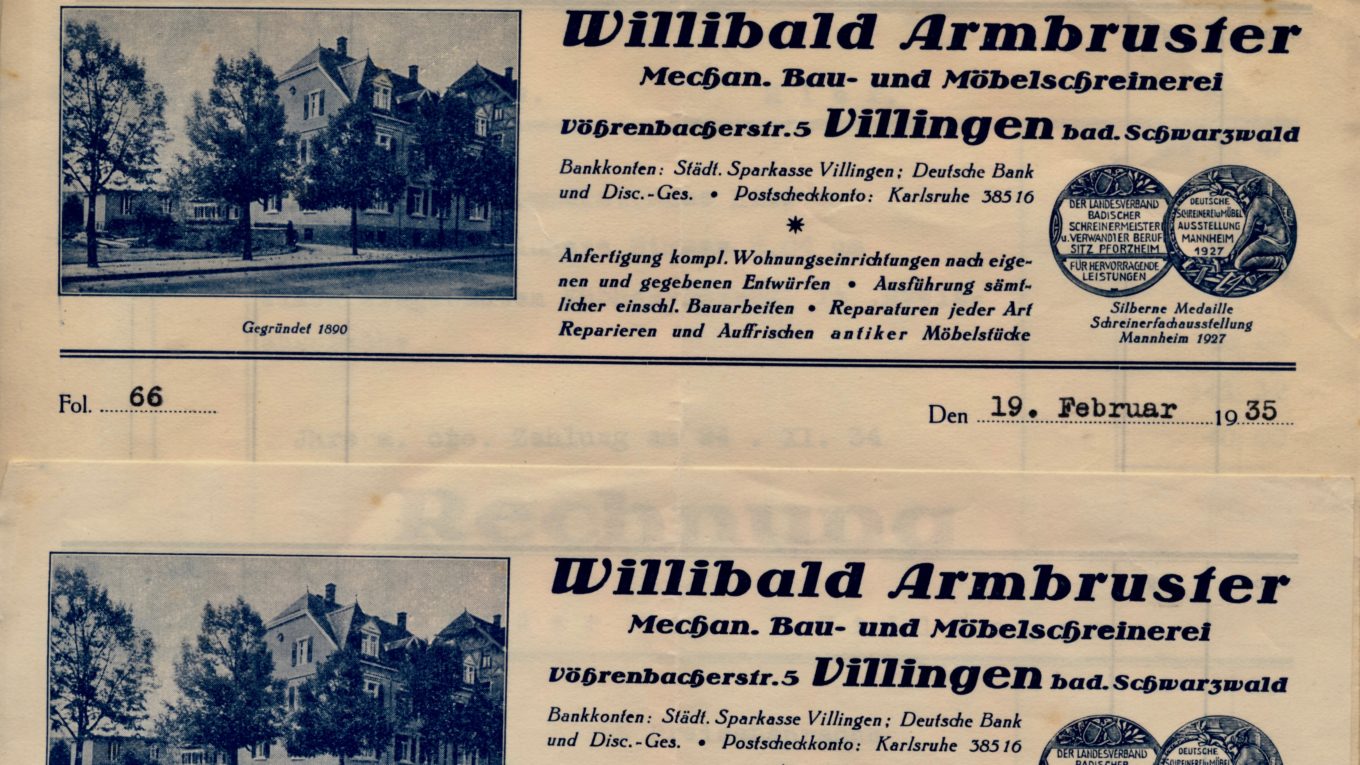 Willibald Armbruster
Mechan. Bau- und Möbelschreinerei
Vöhrenbacherstr. 5 Villingen bad. Schwarzwald
Bankkonten: Städt. Sparkasse Villingen; Deutsche Bank
und Disc.-Ges. • Postscheckkonto: Karlsruhe 38516
Anfertigung kompl. Wohnungseinrichtungen nach eige-
nen und gegebenen Entwürfen • Ausführung sämt-
licher einschl. Bauarbeiten • Reparaturen jeder Art
Reparieren und Auffrischen antiker Möbelstücke
DER LANDESVERBAND
BADISCHER
SCHREINERMEISTER
u. VERWANDTER BERUF
SITZ PFORZHEIM
FÜR HERVORRAGENDE
LEISTUNGEN
DEUTSCHE
SCHREINEREI u. MÖBEL
AUSSTELLUNG
MANNHEIM
1927
Silberne Medaille
Schreinerfachausstellung
Mannheim 1927
Gegründet 1890
Fol. 66
Den 19. Februar 1935
Rechnung
Willibald Armbruster
Mechan. Bau- und Möbelschreinerei
Vöhrenbacherstr. 5 Villingen bad. Schwarzwald
Bankkonten: Städt. Sparkasse Villingen; Deutsche Bank
und Disc.-Ges. • Postscheckkonto: Karlsruhe 38516
DER LANDESVERBAND
BADISCHER
DEUTSCHE
SCHREINEREI u. MÖBEL